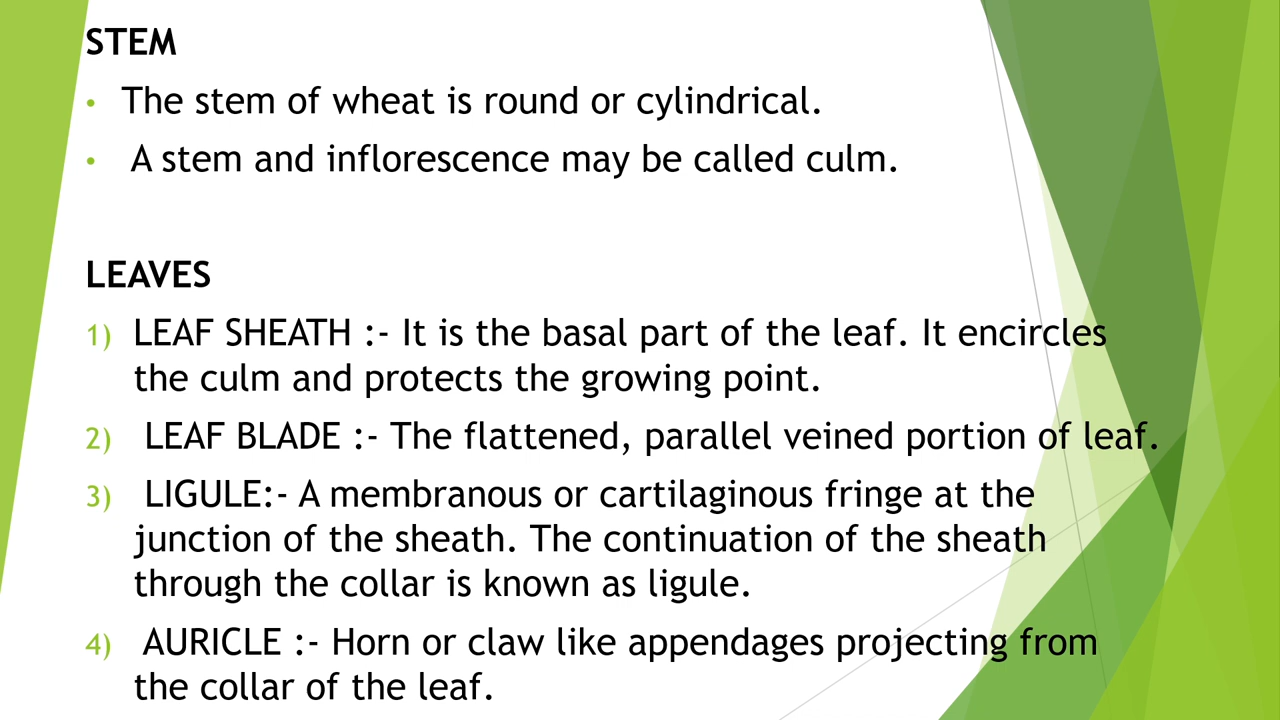 STEM
• The stem of wheat is round or cylindrical.
• A stem and inflorescence may be called culm.
LEAVES
1) LEAF SHEATH :- It is the basal part of the leaf. It encircles
the culm and protects the growing point.
2) LEAF BLADE :- The flattened, parallel veined portion of leaf.
3) LIGULE:- A membranous or cartilaginous fringe at the
junction of the sheath. The continuation of the sheath
through the collar is known as ligule.
4) AURICLE :- Horn or claw like appendages projecting from
the collar of the leaf.